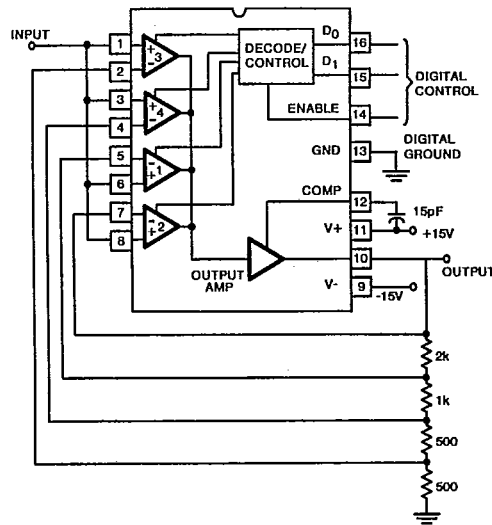 INPUT
1
2
3
4
5
6
7
8
+
-
3
+
-
4
-
+
1
-
+
2
DECODE/
CONTROL
D0
D1
ENABLE
GND
COMP
V+
V-
OUTPUT
AMP
16
15
14
13
12
11
10
9
DIGITAL
CONTROL
DIGITAL
GROUND
15pF
+15V
OUTPUT
-15V
2k
1k
500
500